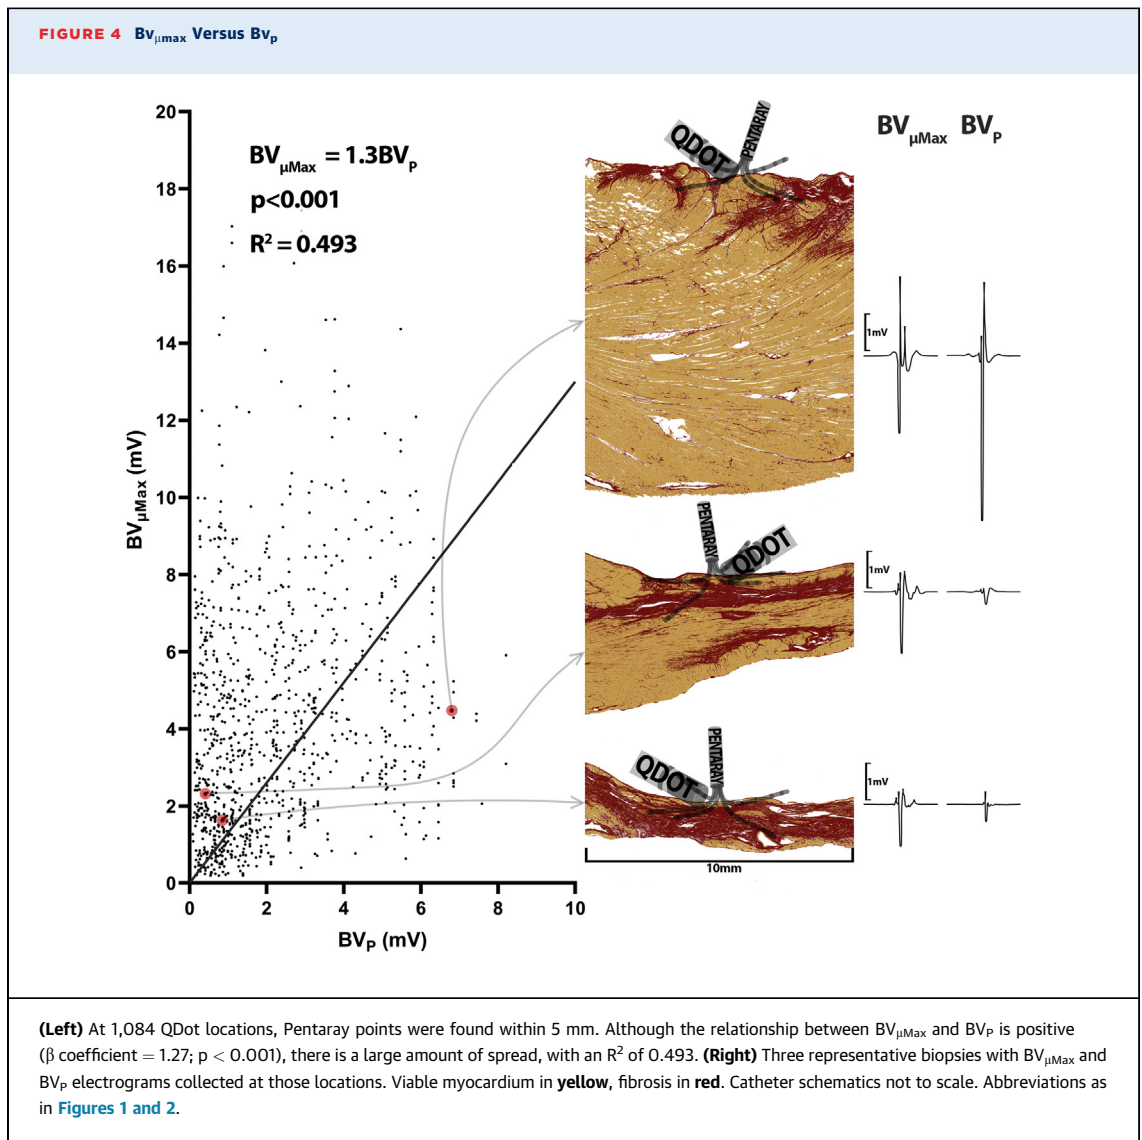 FIGURE 4 Bvμmax Versus Bvp
20
18
16
14
12
10
8
6
4
2
0
BVμMax (mV)
BVμMax = 1.3BVP
p<0.001
R² = 0.493
0 2 4 6 8 10
BVP (mV)
QDOT PENTARAY
BVμMax BVP
1mV
PENTARAY QDOT
1mV
QDOT PENTARAY
1mV
10mm
(Left) At 1,084 QDot locations, Pentaray points were found within 5 mm. Although the relationship between BVμMax and BVP is positive
(β coefficient = 1.27; p < 0.001), there is a large amount of spread, with an R² of 0.493. (Right) Three representative biopsies with BVμMax and
BVP electrograms collected at those locations. Viable myocardium in yellow, fibrosis in red. Catheter schematics not to scale. Abbreviations as
in Figures 1 and 2.